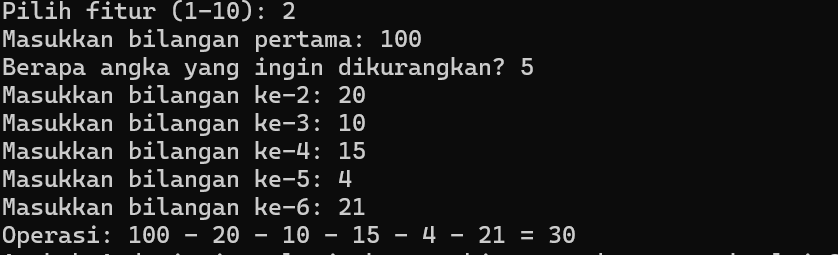 Pilih fitur (1-10): 2
Masukkan bilangan pertama: 100
Berapa angka yang ingin dikurangkan? 5
Masukkan bilangan ke-2: 20
Masukkan bilangan ke-3: 10
Masukkan bilangan ke-4: 15
Masukkan bilangan ke-5: 4
Masukkan bilangan ke-6: 21
Operasi: 100 - 20 - 10 - 15 - 4 - 21 = 30